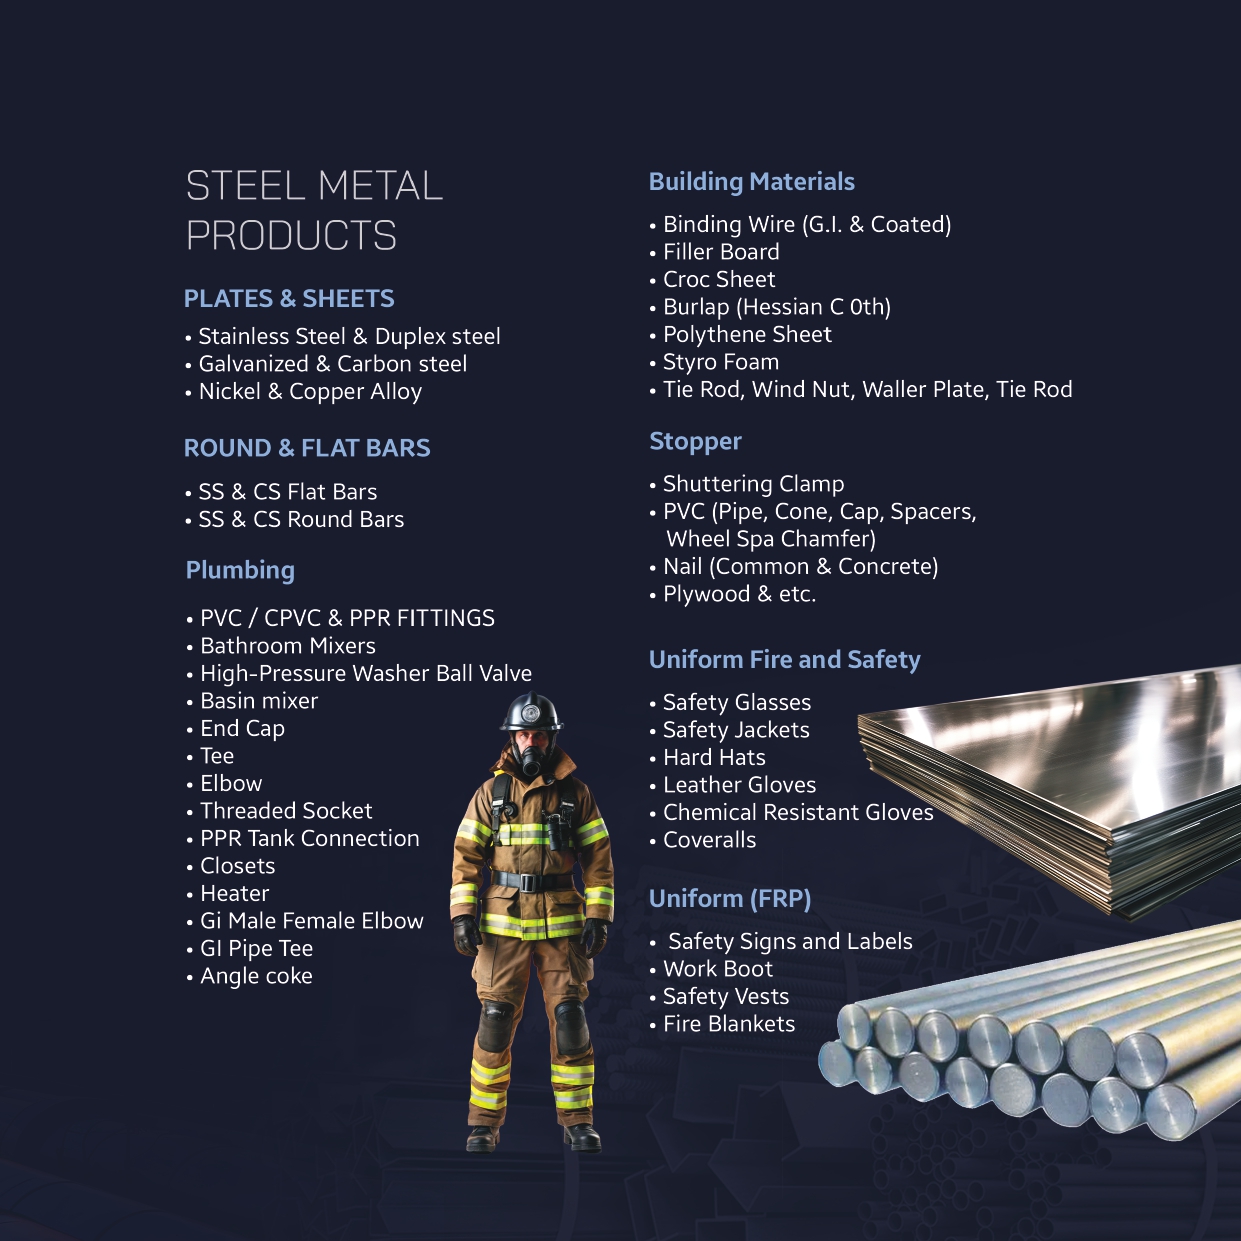 STEEL METAL
PRODUCTS
PLATES & SHEETS
• Stainless Steel & Duplex steel
• Galvanized & Carbon steel
• Nickel & Copper Alloy
ROUND & FLAT BARS
• SS & CS Flat Bars
• SS & CS Round Bars
Plumbing
• PVC / CPVC & PPR FITTINGS
• Bathroom Mixers
• High-Pressure Washer Ball Valve
• Basin mixer
• End Cap
• Tee
• Elbow
• Threaded Socket
• PPR Tank Connection
• Closets
• Heater
• Gi Male Female Elbow
• GI Pipe Tee
• Angle coke
Building Materials
• Binding Wire (G.I. & Coated)
• Filler Board
• Croc Sheet
• Burlap (Hessian C 0th)
• Polythene Sheet
• Styro Foam
• Tie Rod, Wind Nut, Waller Plate, Tie Rod
Stopper
• Shuttering Clamp
• PVC (Pipe, Cone, Cap, Spacers,
Wheel Spa Chamfer)
• Nail (Common & Concrete)
• Plywood & etc.
Uniform Fire and Safety
• Safety Glasses
• Safety Jackets
• Hard Hats
• Leather Gloves
• Chemical Resistant Gloves
• Coveralls
Uniform (FRP)
• Safety Signs and Labels
• Work Boot
• Safety Vests
• Fire Blankets